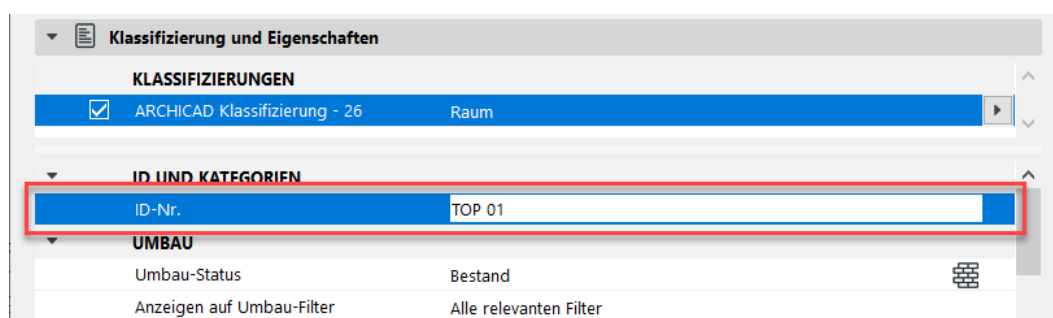 Klassifizierung und Eigenschaften
KLASSIFIZIERUNGEN
ARCHICAD Klassifizierung - 26 Raum
ID UND KATEGORIEN
ID-Nr. TOP 01
UMBAU
Umbau-Status Bestand
Anzeigen auf Umbau-Filter Alle relevanten Filter